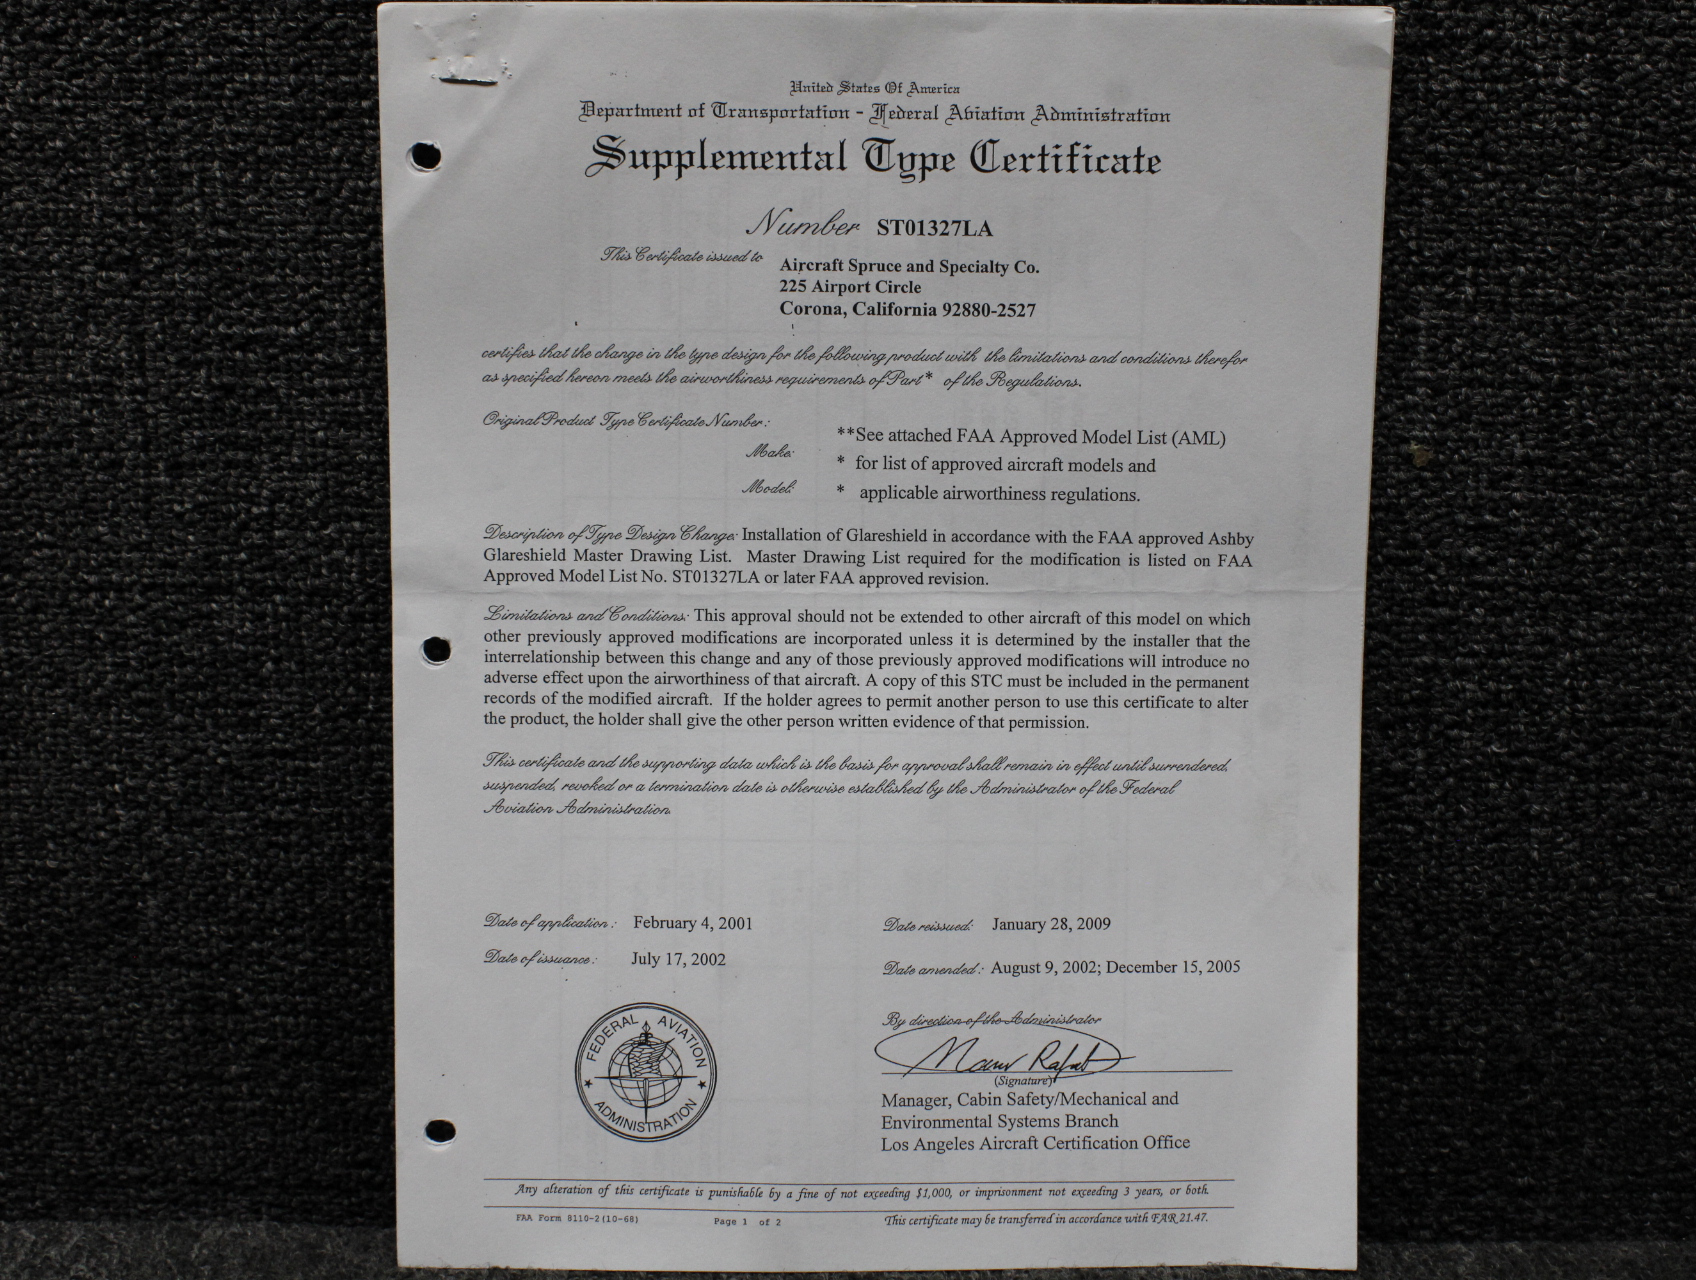 United States Of America
Department of Transportation - Federal Aviation Administration
Supplemental Type Certificate
Number ST01327LA
This Certificate issued to Aircraft Spruce and Specialty Co.
225 Airport Circle
Corona, California 92880-2527
certifies that the change in the type design for the following product with the limitations and conditions therefor
as specified hereon meets the airworthiness requirements of Part * of the Regulations.
Original Product Type Certificate Number: **See attached FAA Approved Model List (AML)
Make: * for list of approved aircraft models and
Model: * applicable airworthiness regulations.
Description of Type Design Change: Installation of Glareshield in accordance with the FAA approved Ashby
Glareshield Master Drawing List. Master Drawing List required for the modification is listed on FAA
Approved Model List No. ST01327LA or later FAA approved revision.
Limitations and Conditions: This approval should not be extended to other aircraft of this model on which
other previously approved modifications are incorporated unless it is determined by the installer that the
interrelationship between this change and any of those previously approved modifications will introduce no
adverse effect upon the airworthiness of that aircraft. A copy of this STC must be included in the permanent
records of the modified aircraft. If the holder agrees to permit another person to use this certificate to alter
the product, the holder shall give the other person written evidence of that permission.
This certificate and the supporting data which is the basis for approval shall remain in effect until surrendered,
suspended, revoked or a termination date is otherwise established by the Administrator of the Federal
Aviation Administration.
Date of application: February 4, 2001
Date reissued: January 28, 2009
Date of issuance: July 17, 2002
Date amended: August 9, 2002; December 15, 2005
FEDERAL AVIATION
ADMINISTRATION
By direction of the Administrator
(Signature)
Manager, Cabin Safety/Mechanical and
Environmental Systems Branch
Los Angeles Aircraft Certification Office
Any alteration of this certificate is punishable by a fine of not exceeding $1,000, or imprisonment not exceeding 3 years, or both.
FAA Form 8110-2(10-68) Page 1 of 2 This certificate may be transferred in accordance with FAR 21.47.